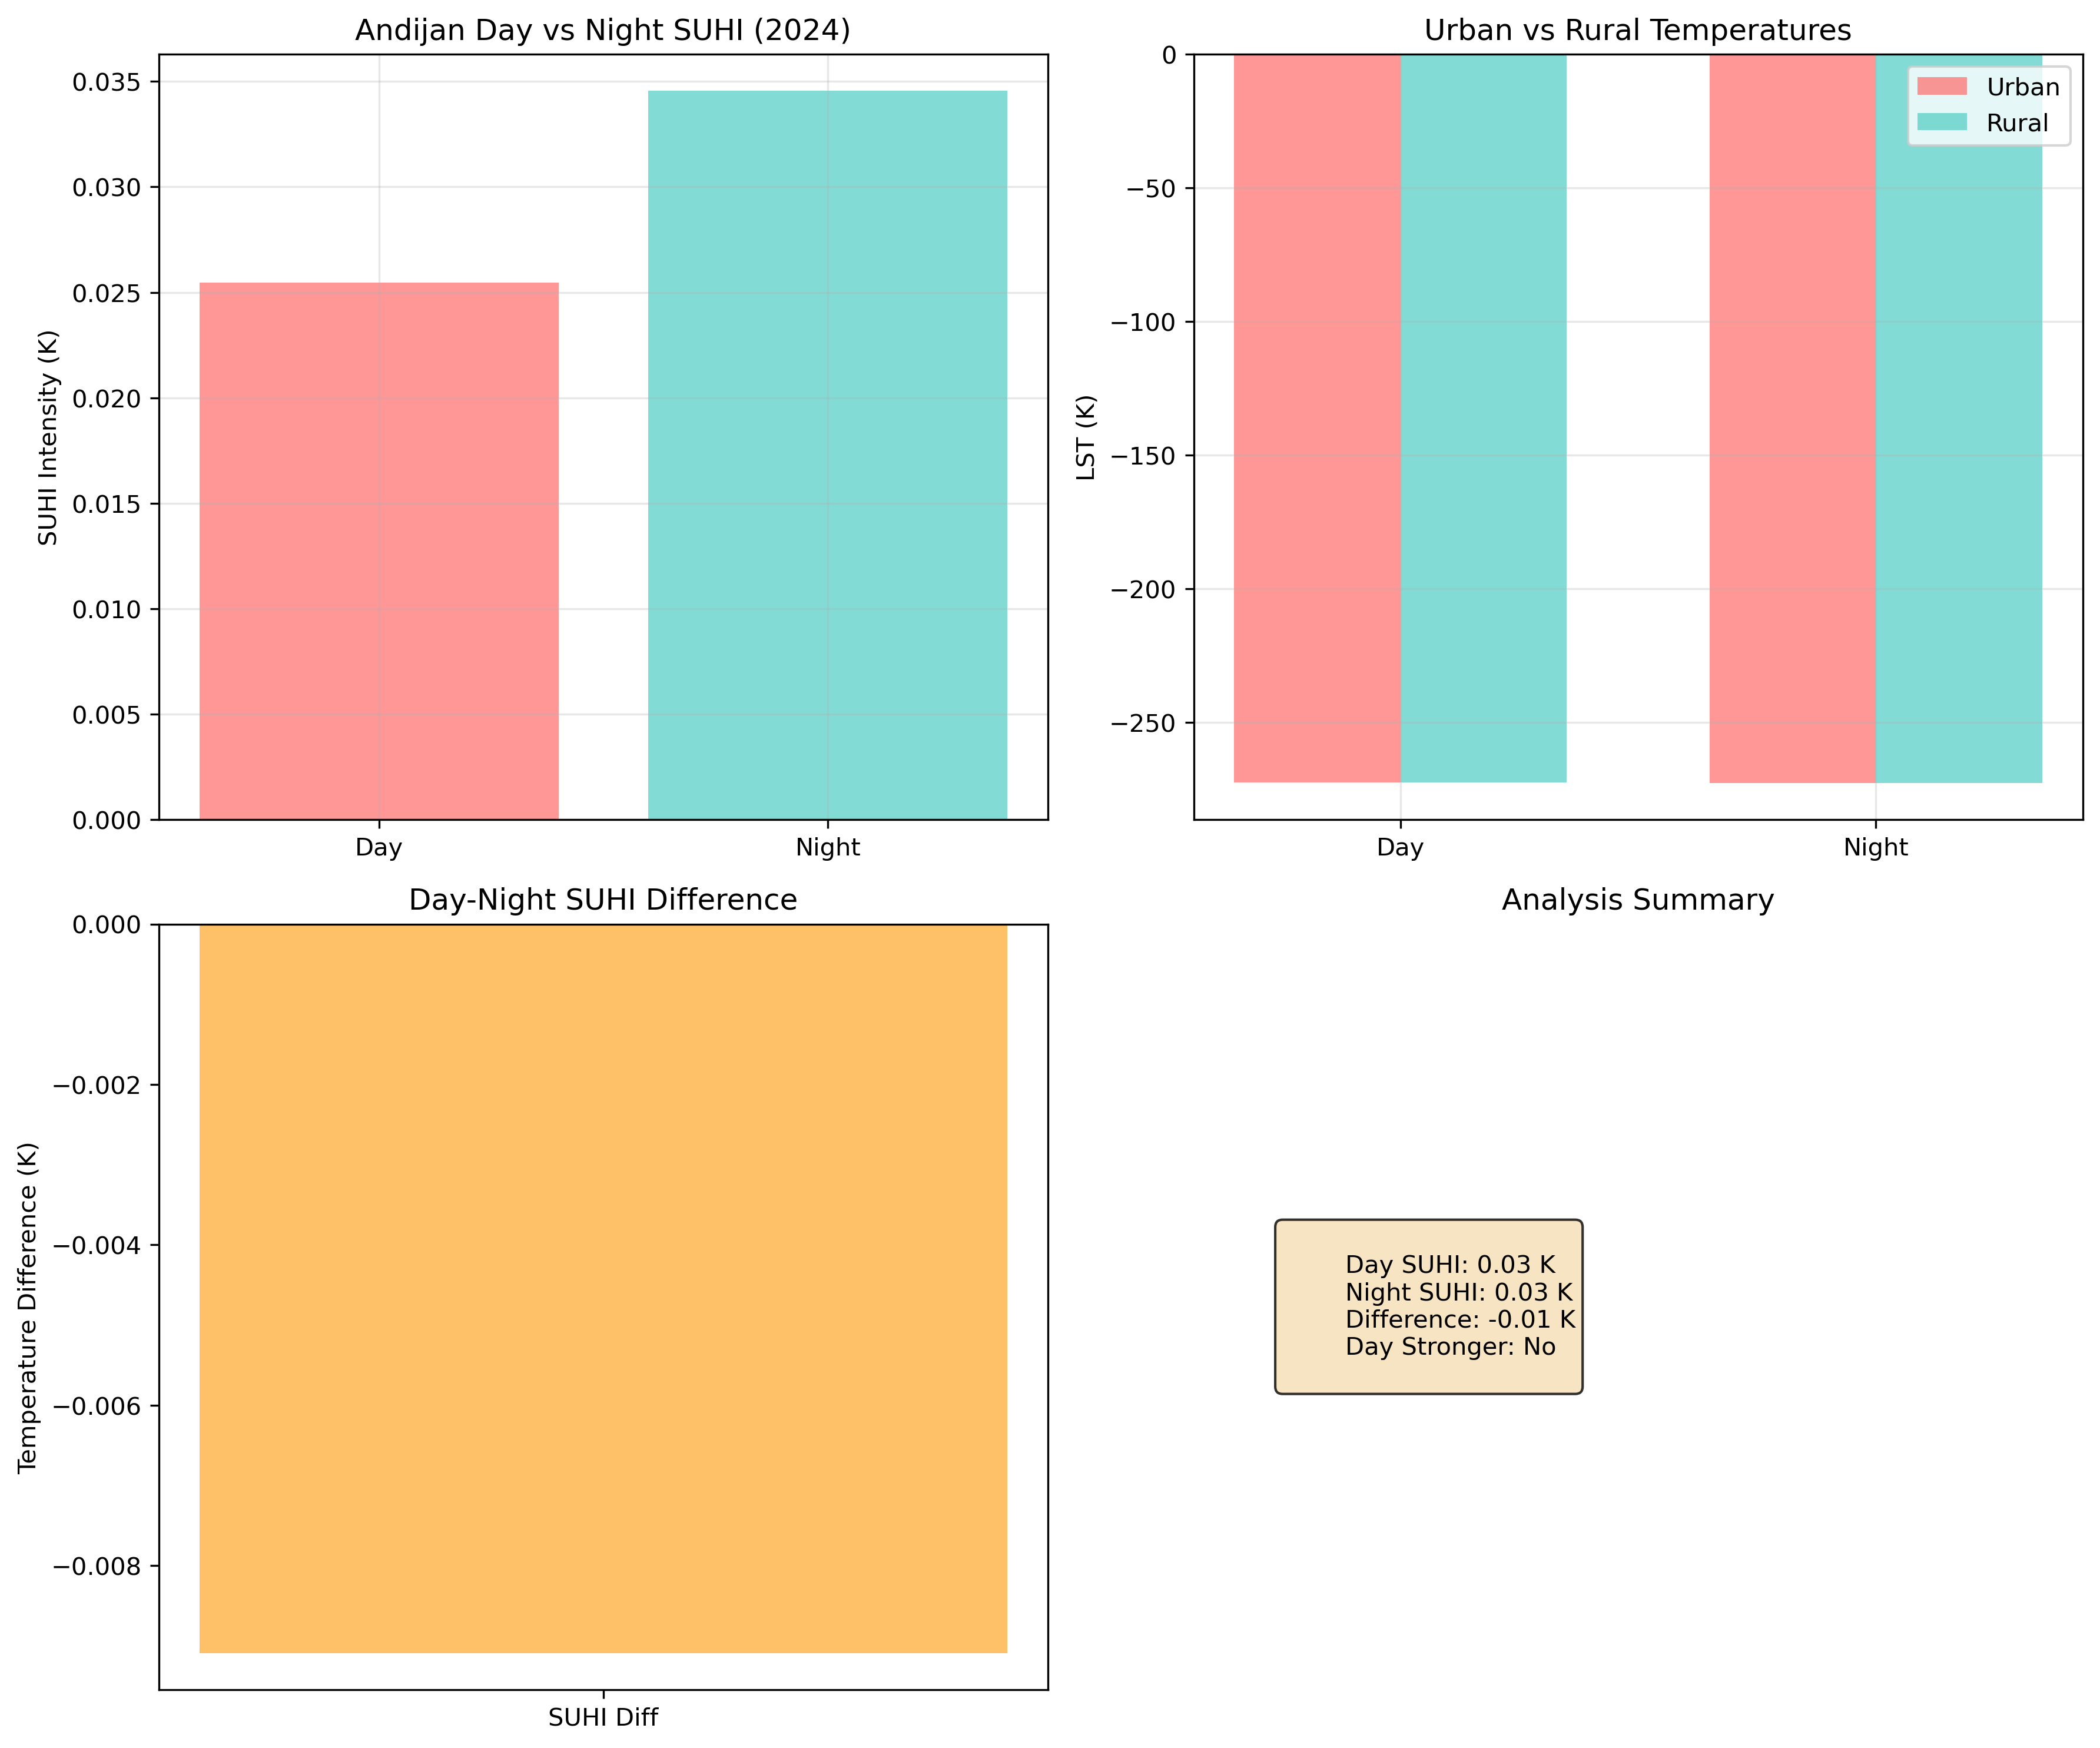 Andijan Day vs Night SUHI (2024)
SUHI Intensity (K)
0.035
0.030
0.025
0.020
0.015
0.010
0.005
0.000
Day
Night
Urban vs Rural Temperatures
LST (K)
0
−50
−100
−150
−200
−250
Urban
Rural
Day
Night
Day-Night SUHI Difference
Temperature Difference (K)
0.000
−0.002
−0.004
−0.006
−0.008
SUHI Diff
Analysis Summary
Day SUHI: 0.03 K
Night SUHI: 0.03 K
Difference: -0.01 K
Day Stronger: No